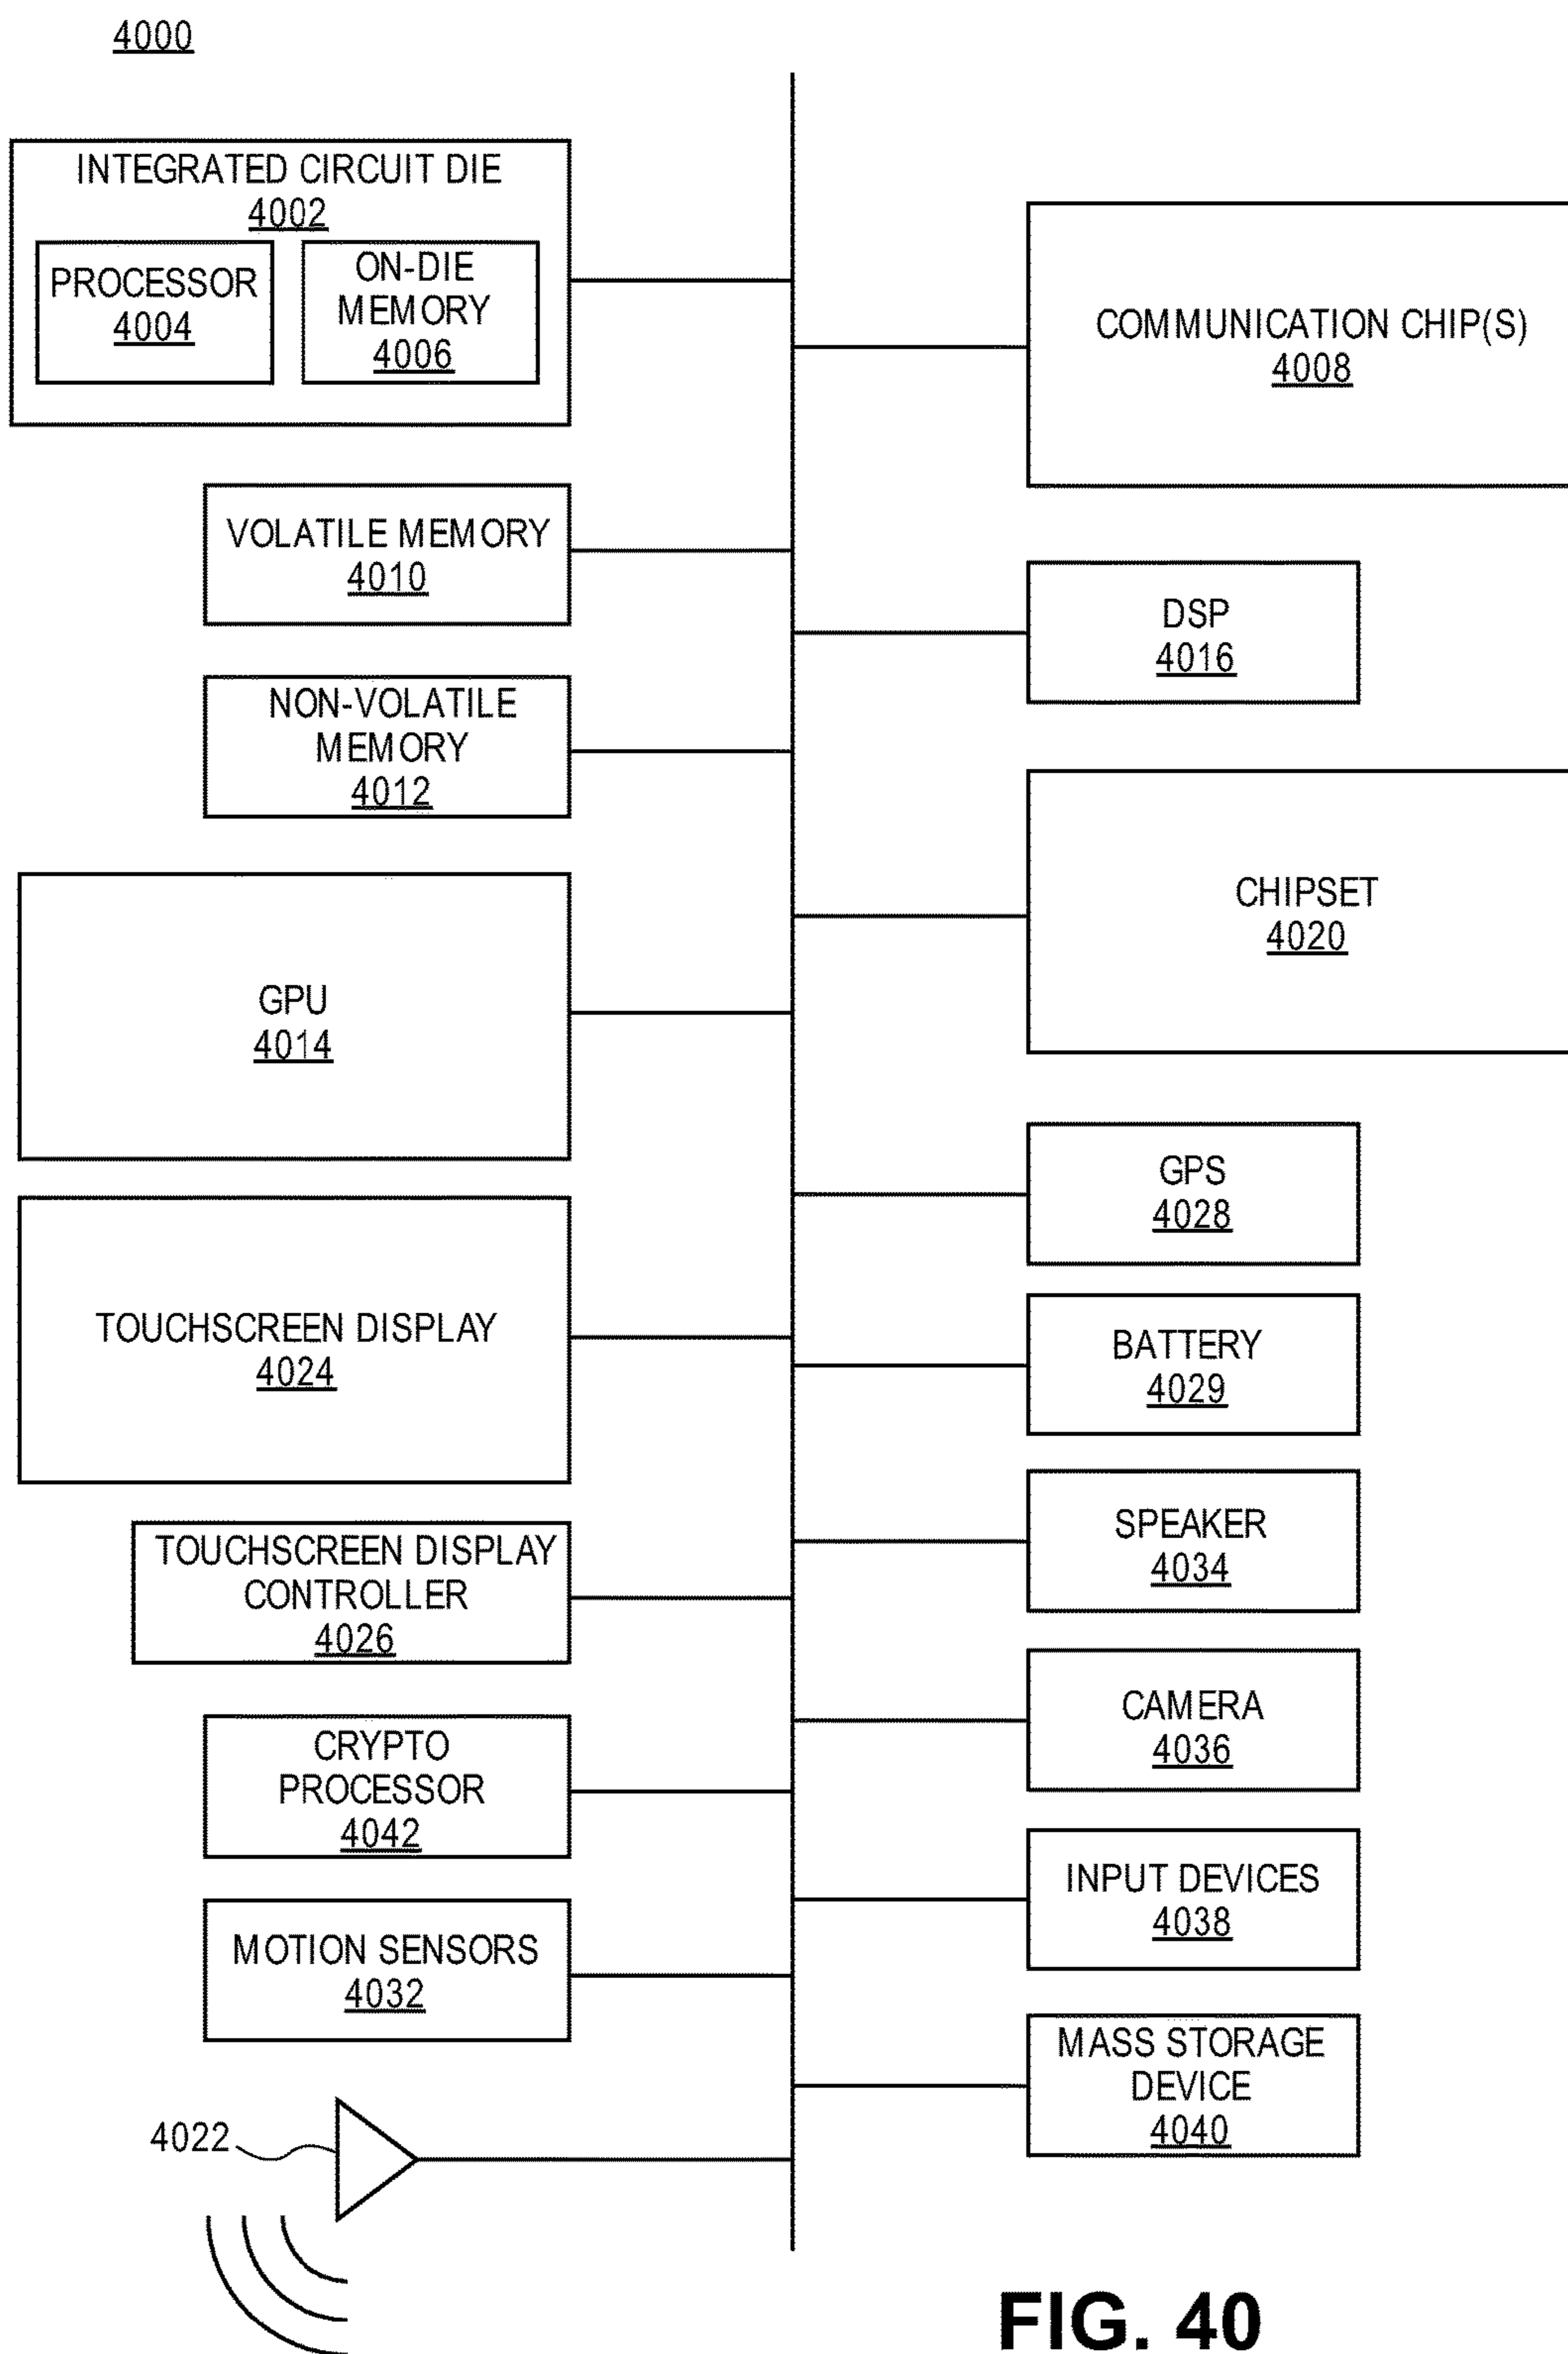 4000
INTEGRATED CIRCUIT DIE
4002
PROCESSOR
4004
ON-DIE
MEMORY
4006
VOLATILE MEMORY
4010
NON-VOLATILE
MEMORY
4012
GPU
4014
TOUCHSCREEN DISPLAY
4024
TOUCHSCREEN DISPLAY
CONTROLLER
4026
CRYPTO
PROCESSOR
4042
MOTION SENSORS
4032
4022
COMMUNICATION CHIP(S)
4008
DSP
4016
CHIPSET
4020
GPS
4028
BATTERY
4029
SPEAKER
4034
CAMERA
4036
INPUT DEVICES
4038
MASS STORAGE
DEVICE
4040
FIG. 40